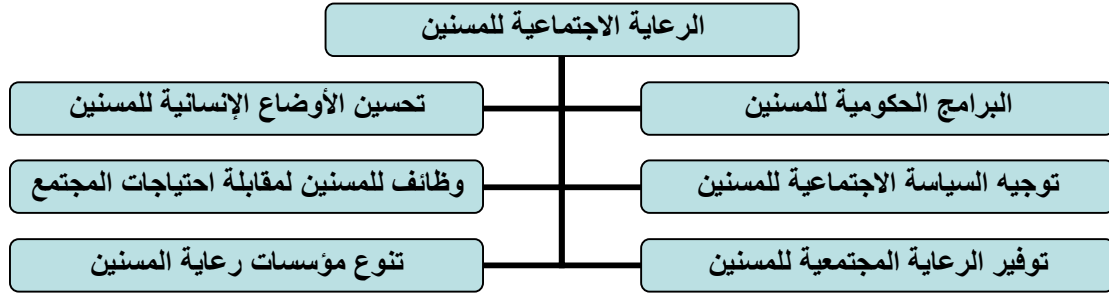 الرعاية الاجتماعية للمسنين
البرامج الحكومية للمسنين
تحسين الأوضاع الإنسانية للمسنين
توجيه السياسة الاجتماعية للمسنين
وظائف للمسنين لمقابلة احتياجات المجتمع
توفير الرعاية المجتمعية للمسنين
تنوع مؤسسات رعاية المسنين